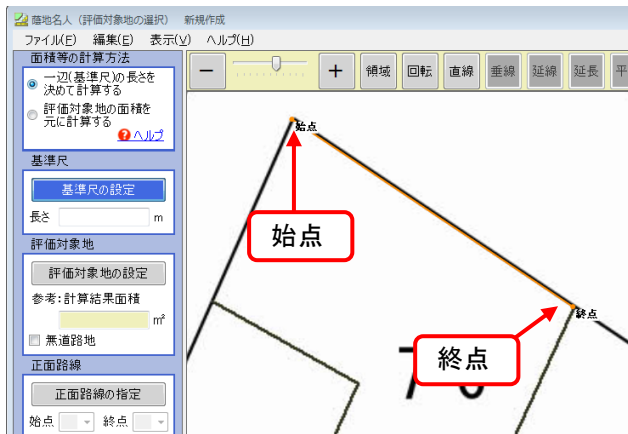 蔭地名人（評価対象地の選択） 新規作成
ファイル(F) 編集(E) 表示(V) ヘルプ(H)
面積等の計算方法
一辺(基準尺)の長さを
決めて計算する
評価対象地の面積を
元に計算する
ヘルプ
基準尺
基準尺の設定
長さ m
評価対象地
評価対象地の設定
参考:計算結果面積
㎡
無道路地
正面路線
正面路線の指定
始点 終点
− + 領域 回転 直線 垂線 延線 延長 平
始点
始点
終点
終点